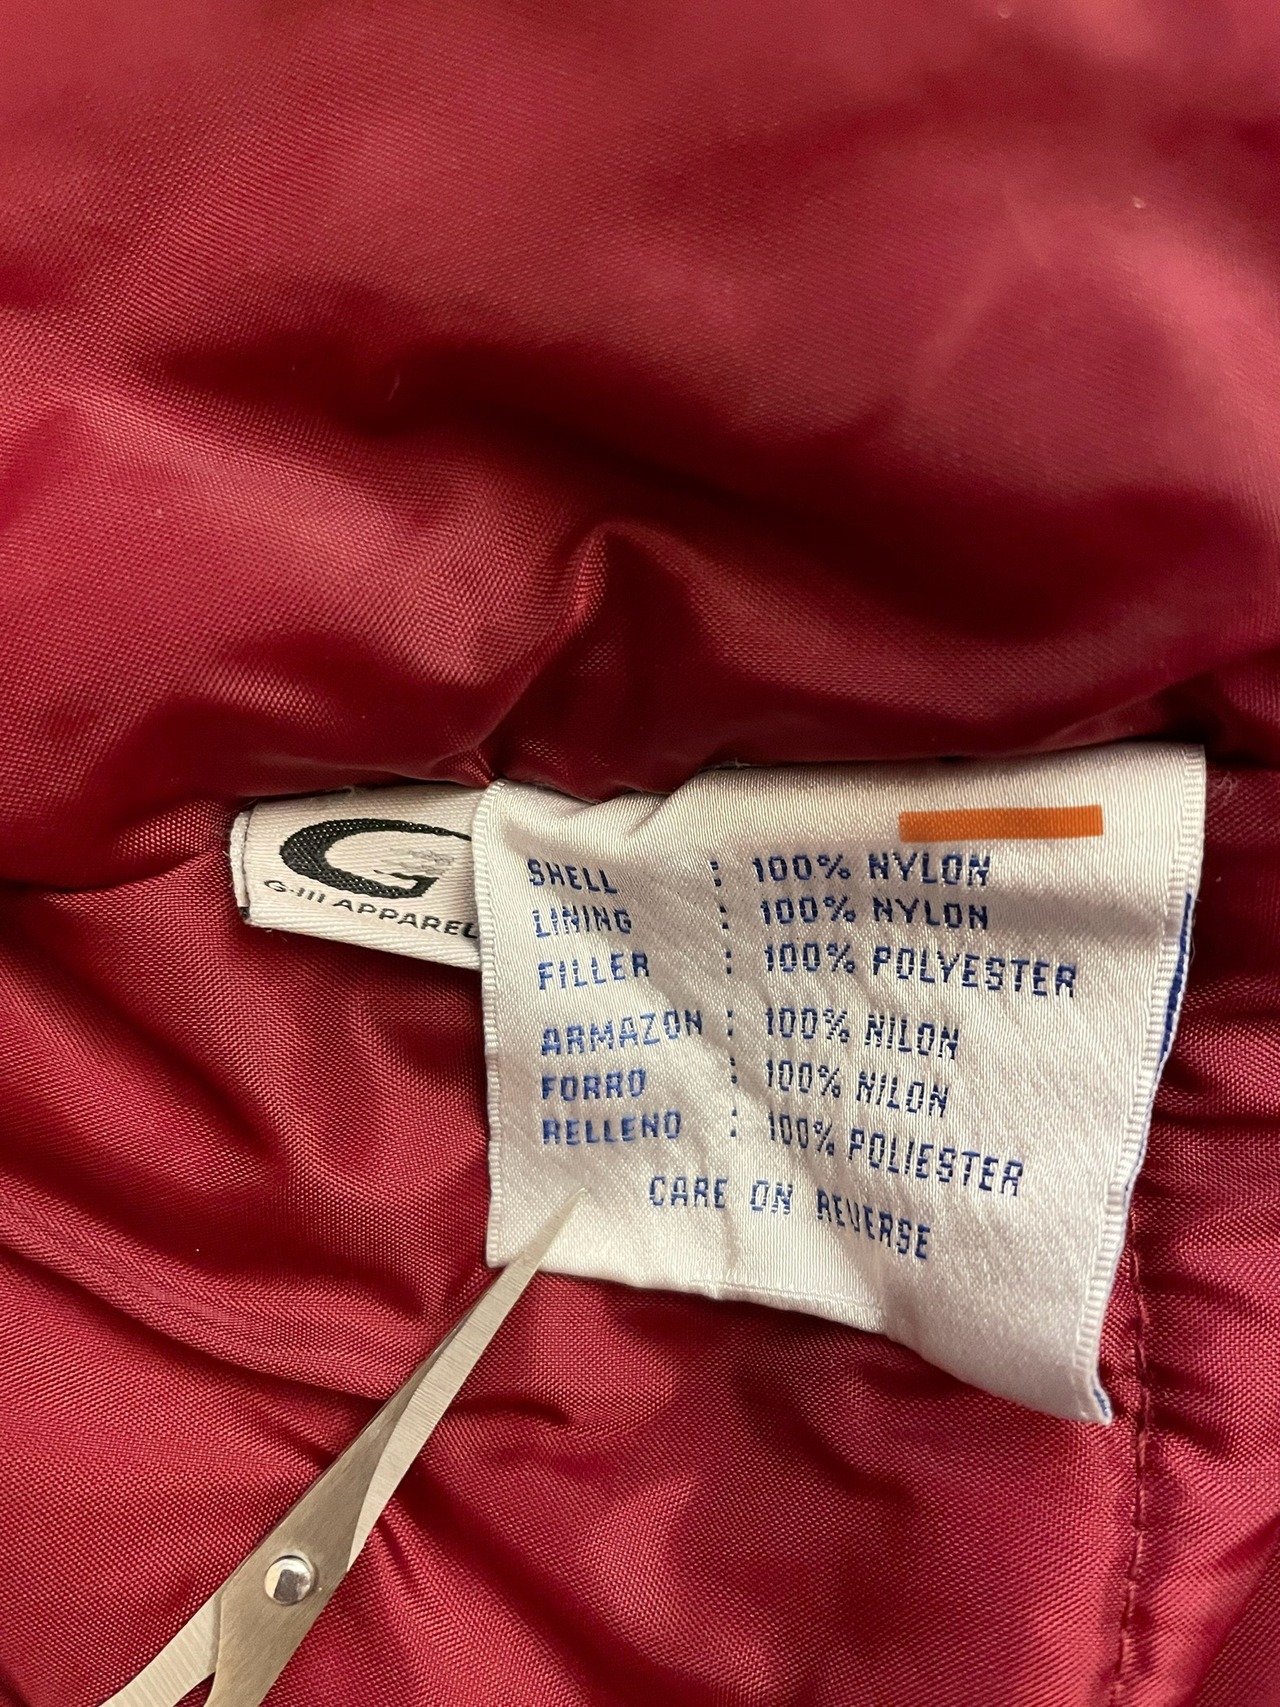 G-III APPAREL
SHELL : 100% NYLON
LINING : 100% NYLON
FILLER : 100% POLYESTER
ARMAZON : 100% NILON
FORRO : 100% NILON
RELLENO : 100% POLIESTER
CARE ON REVERSE